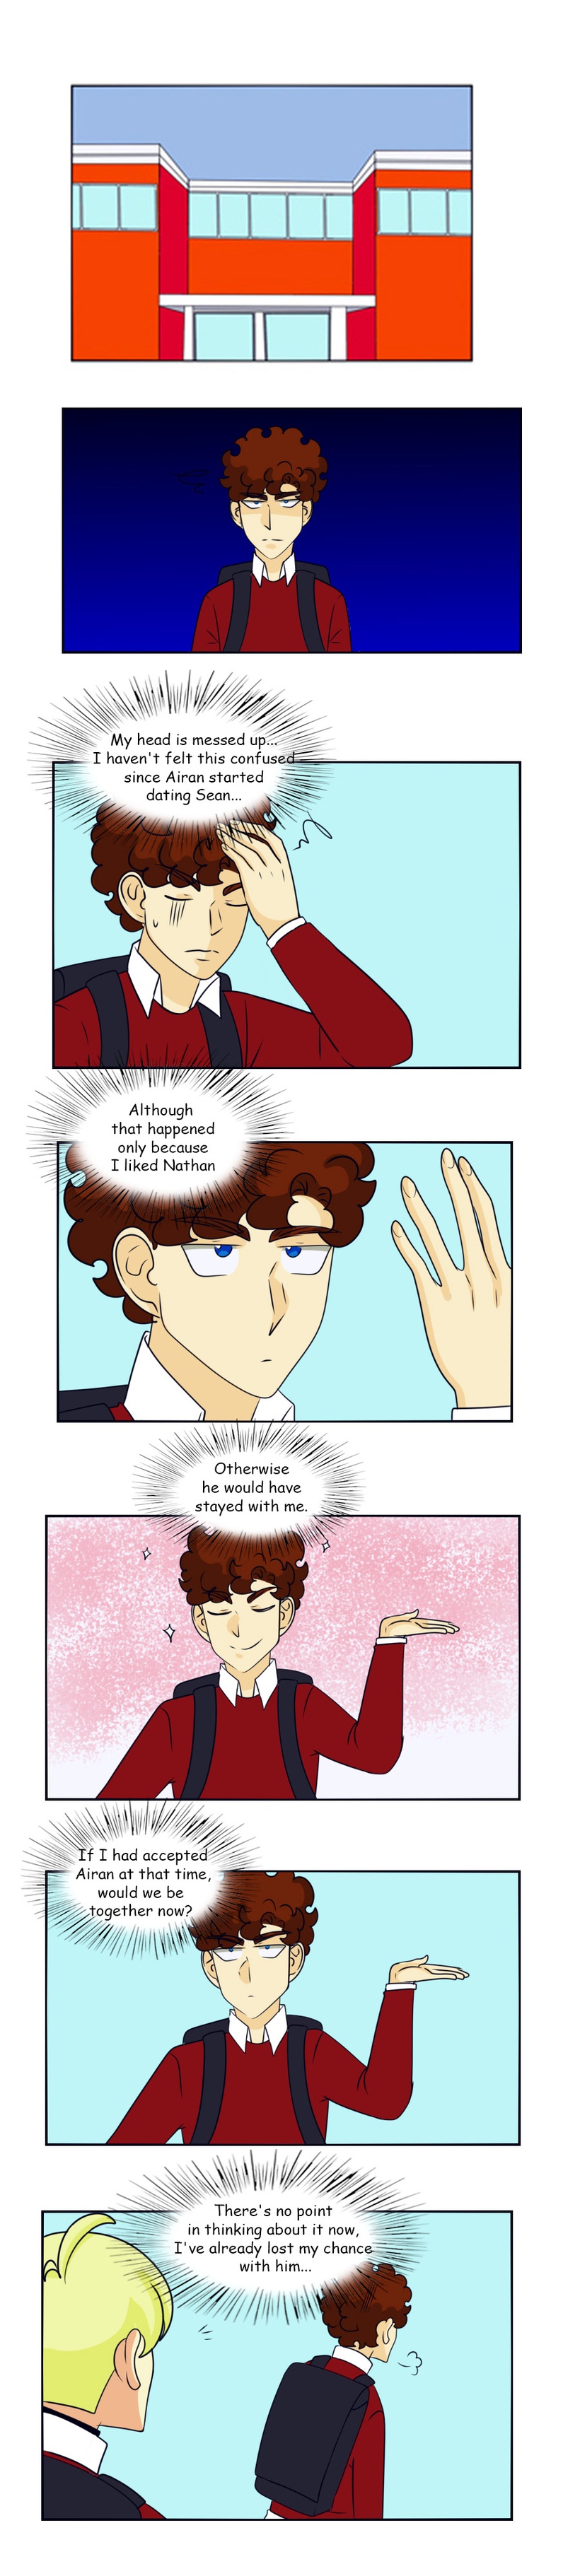 My head is messed up...
I haven't felt this confused
since Airan started
dating Sean...
Although
that happened
only because
I liked Nathan
Otherwise
he would have
stayed with me.
If I had accepted
Airan at that time,
would we be
together now?
There's no point
in thinking about it now,
I've already lost my chance
with him...